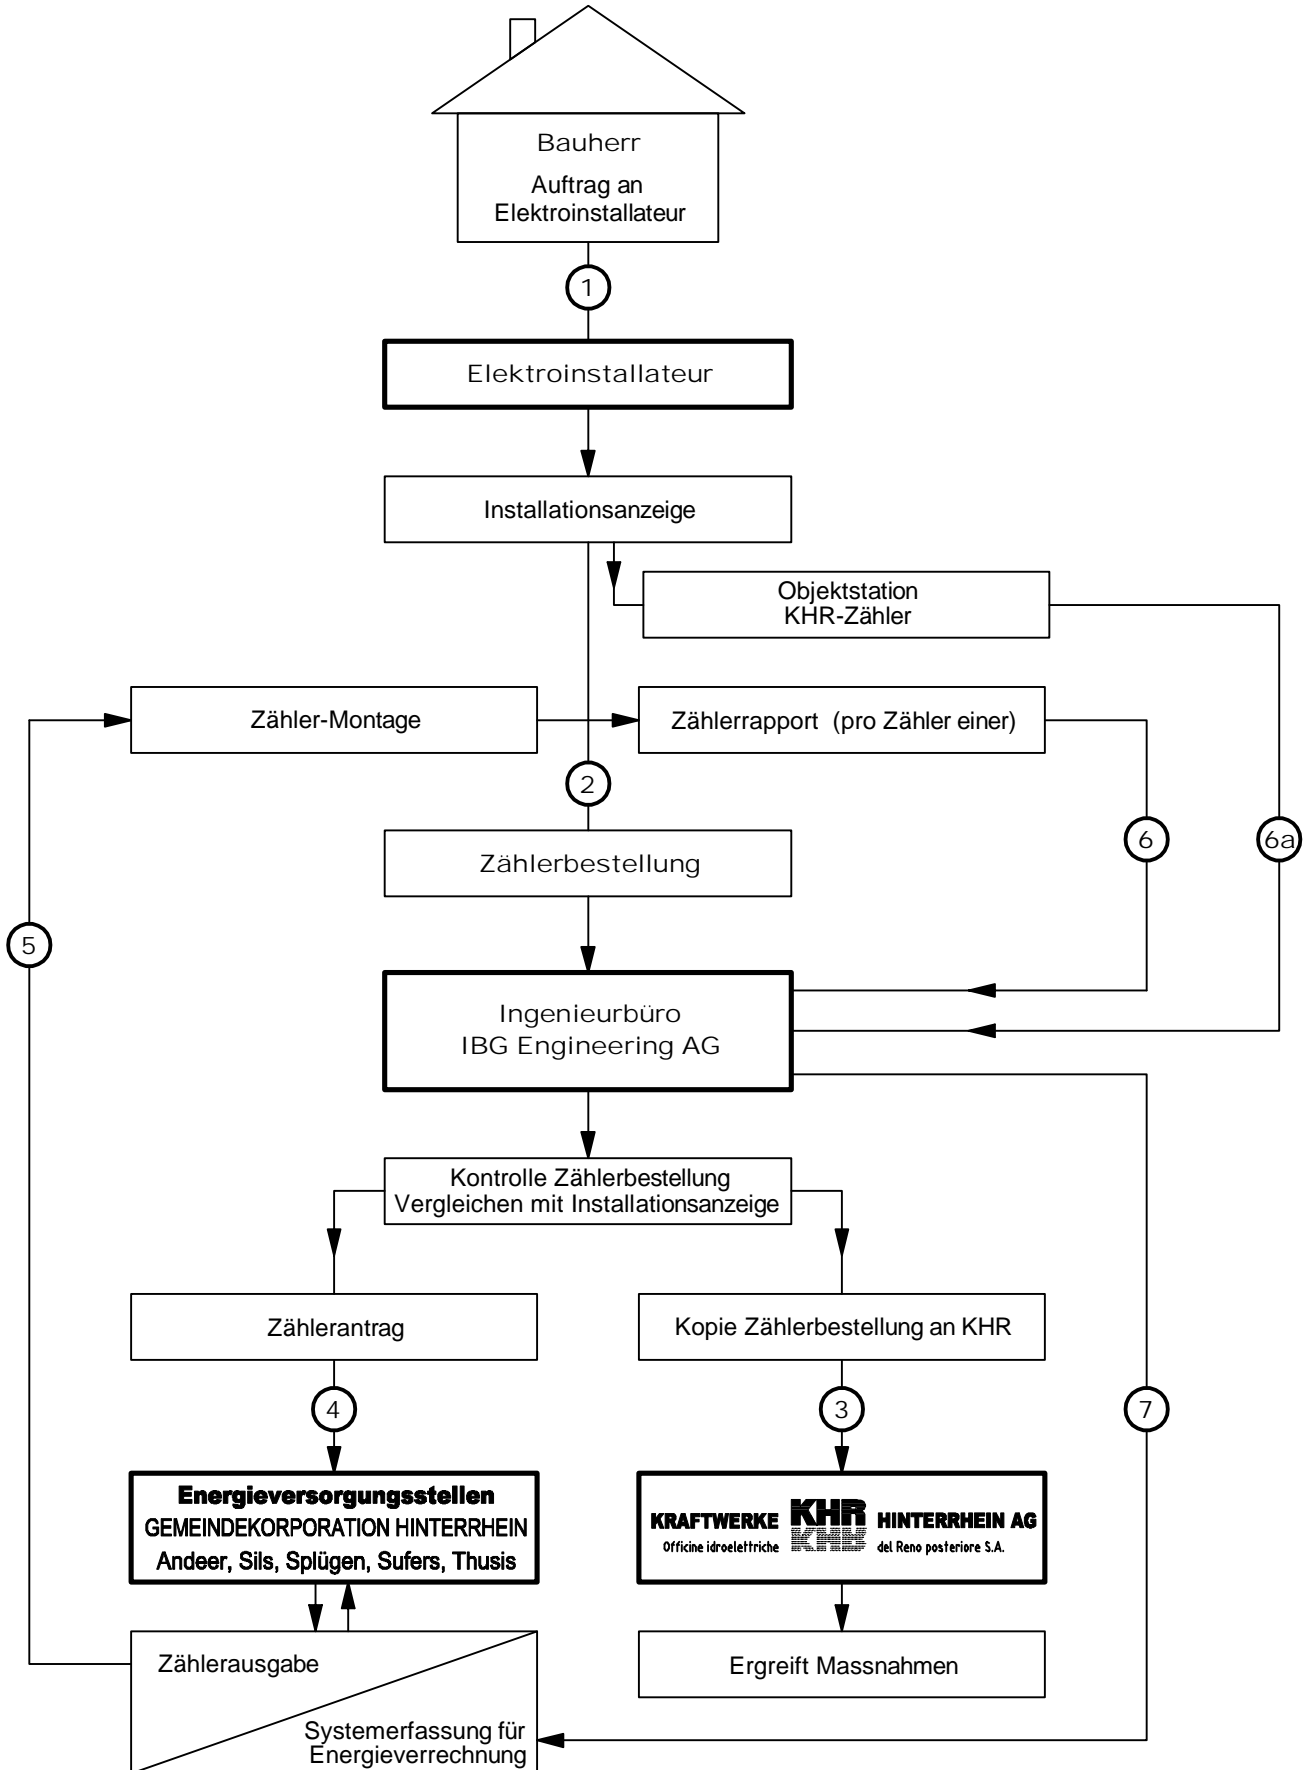 Bauherr
Auftrag an
Elektroinstallateur
1
Elektroinstallateur
Installationsanzeige
Objektstation
KHR-Zähler
Zähler-Montage
Zählerrapport (pro Zähler einer)
2
6
6a
Zählerbestellung
5
Ingenieurbüro
IBG Engineering AG
Kontrolle Zählerbestellung
Vergleichen mit Installationsanzeige
Zählerantrag
Kopie Zählerbestellung an KHR
4
3
7
Energieversorgungsstellen
GEMEINDEKORPORATION HINTERRHEIN
Andeer, Sils, Splügen, Sufers, Thusis
KRAFTWERKE KHR HINTERRHEIN AG
Officine idroelettriche KHR del Reno posteriore S.A.
Zählerausgabe
Ergreift Massnahmen
Systemerfassung für
Energieverrechnung